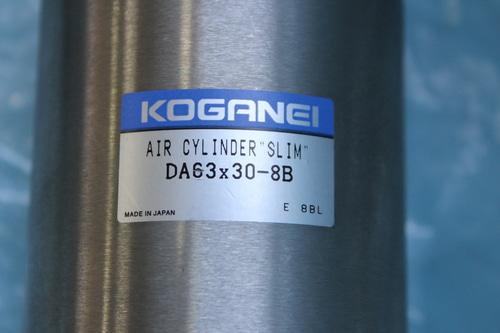 KOGANEI
AIR CYLINDER"SLIM"
DA63x30-8B
E 8BL
MADE IN JAPAN